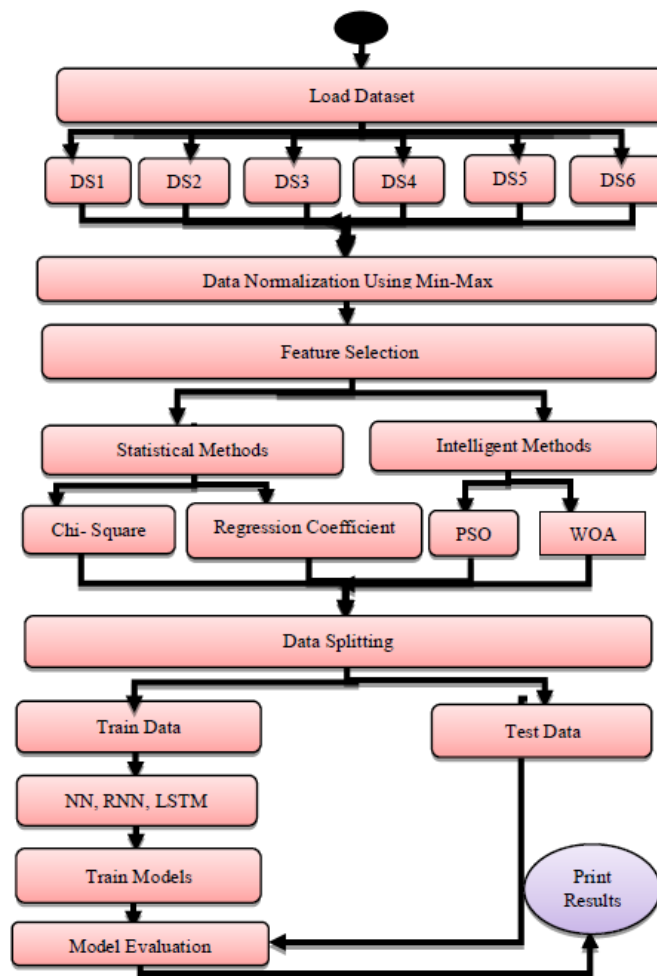 Load Dataset
DS1
DS2
DS3
DS4
DS5
DS6
Data Normalization Using Min-Max
Feature Selection
Statistical Methods
Intelligent Methods
Chi- Square
Regression Coefficient
PSO
WOA
Data Splitting
Train Data
Test Data
NN, RNN, LSTM
Train Models
Print
Results
Model Evaluation